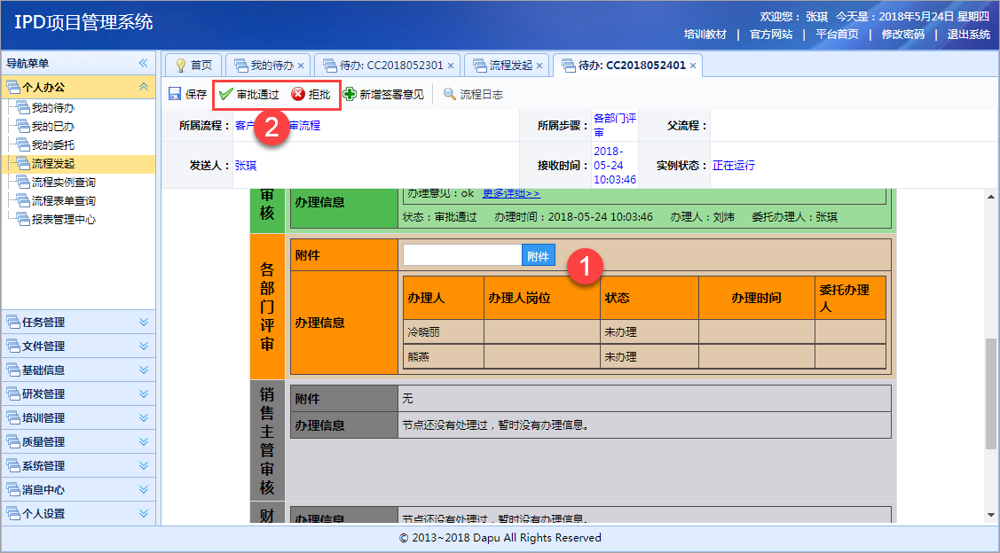 IPD项目管理系统
欢迎您： 张琪 今天是：2018年5月24日 星期四
培训教材 | 官方网站 | 平台首页 | 修改密码 | 退出系统
导航菜单
个人办公
我的待办
我的已办
我的委托
流程发起
流程实例查询
流程表单查询
报表管理中心
任务管理
文件管理
基础信息
研发管理
培训管理
质量管理
系统管理
消息中心
个人设置
首页 我的待办 待办: CC2018052301 流程发起 待办: CC2018052401
保存 审批通过 拒批 新增签署意见 流程日志
2
所属流程： 客户 审流程 所属步骤： 各部门评审 父流程：
发送人： 张琪 接收时间： 2018-05-24 10:03:46 实例状态： 正在运行
审核
办理信息
办理意见：ok 更多详细>>
状态：审批通过 办理时间：2018-05-24 10:03:46 办理人：刘炜 委托办理人：张琪
各部门评审
附件 附件
1
办理信息
办理人 办理人岗位 状态 办理时间 委托办理人
冷晓丽 未办理
熊燕 未办理
销售主管审核
附件 无
办理信息 节点还没有处理过，暂时没有办理信息。
财
办理信息 节点还没有处理过，暂时没有办理信息。
© 2013~2018 Dapu All Rights Reserved